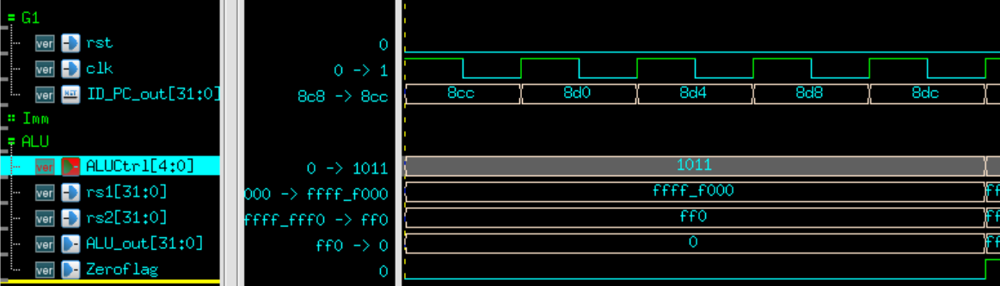 G1
ver rst 0
ver clk 0 -> 1
ver NET ID_PC_out[31:0] 8c8 -> 8cc 8cc 8d0 8d4 8d8 8dc
Imm
ALU
ver ALUCtrl[4:0] 0 -> 1011 1011
ver rs1[31:0] 000 -> ffff_f000 ffff_f000 ff
ver rs2[31:0] ffff_fff0 -> ff0 ff0 ff
ver ALU_out[31:0] ff0 -> 0 0 ff
ver Zeroflag 0